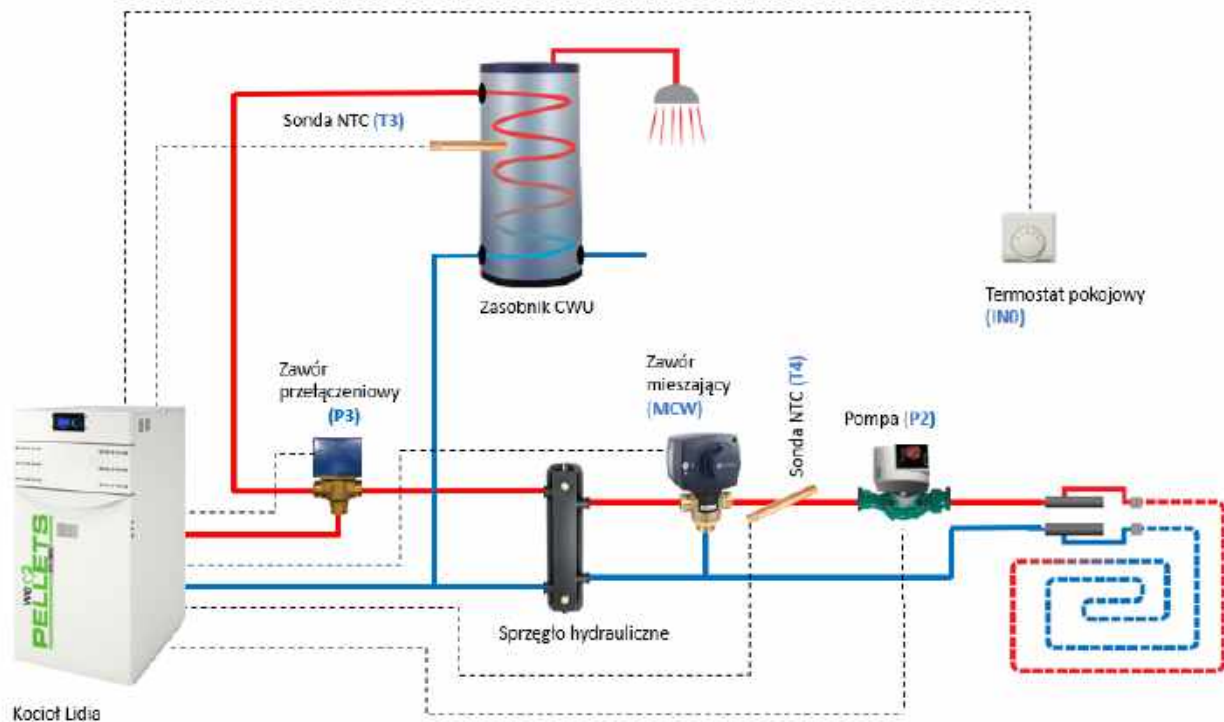 Sonda NTC (T3)
Zasobnik CWU
Termostat pokojowy
(IN0)
Zawór
przełączeniowy
(P3)
Zawór
mieszający
(MCW)
Sonda NTC (T4)
Pompa (P2)
PELLETS
Sprzęgło hydrauliczne
Kocioł Lidia